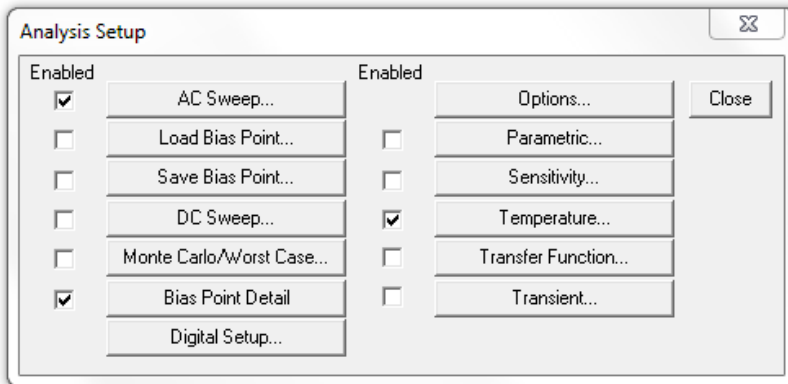 Analysis Setup
Enabled Enabled
AC Sweep... Options... Close
Load Bias Point... Parametric...
Save Bias Point... Sensitivity...
DC Sweep... Temperature...
Monte Carlo/Worst Case... Transfer Function...
Bias Point Detail Transient...
Digital Setup...